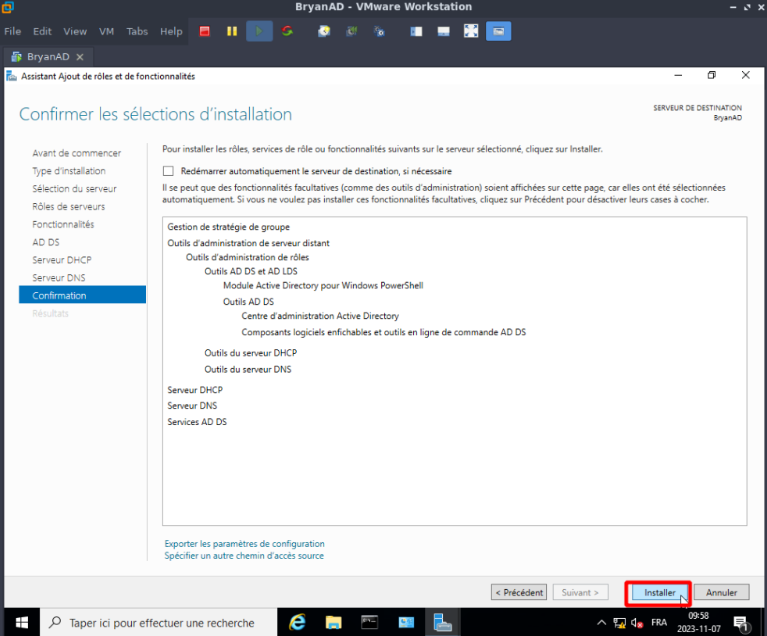 BryanAD - VMware Workstation
File Edit View VM Tabs Help
BryanAD
Assistant Ajout de rôles et de fonctionnalités
Confirmer les sélections d'installation
SERVEUR DE DESTINATION
BryanAD
Avant de commencer
Type d'installation
Sélection du serveur
Rôles de serveurs
Fonctionnalités
AD DS
Serveur DHCP
Serveur DNS
Confirmation
Résultats
Pour installer les rôles, services de rôle ou fonctionnalités suivants sur le serveur sélectionné, cliquez sur Installer.
Redémarrer automatiquement le serveur de destination, si nécessaire
Il se peut que des fonctionnalités facultatives (comme des outils d'administration) soient affichées sur cette page, car elles ont été sélectionnées
automatiquement. Si vous ne voulez pas installer ces fonctionnalités facultatives, cliquez sur Précédent pour désactiver leurs cases à cocher.
Gestion de stratégie de groupe
Outils d'administration de serveur distant
Outils d'administration de rôles
Outils AD DS et AD LDS
Module Active Directory pour Windows PowerShell
Outils AD DS
Centre d'administration Active Directory
Composants logiciels enfichables et outils en ligne de commande AD DS
Outils du serveur DHCP
Outils du serveur DNS
Serveur DHCP
Serveur DNS
Services AD DS
Exporter les paramètres de configuration
Spécifier un autre chemin d'accès source
< Précédent Suivant > Installer Annuler
Taper ici pour effectuer une recherche
FRA
09:58
2023-11-07
1